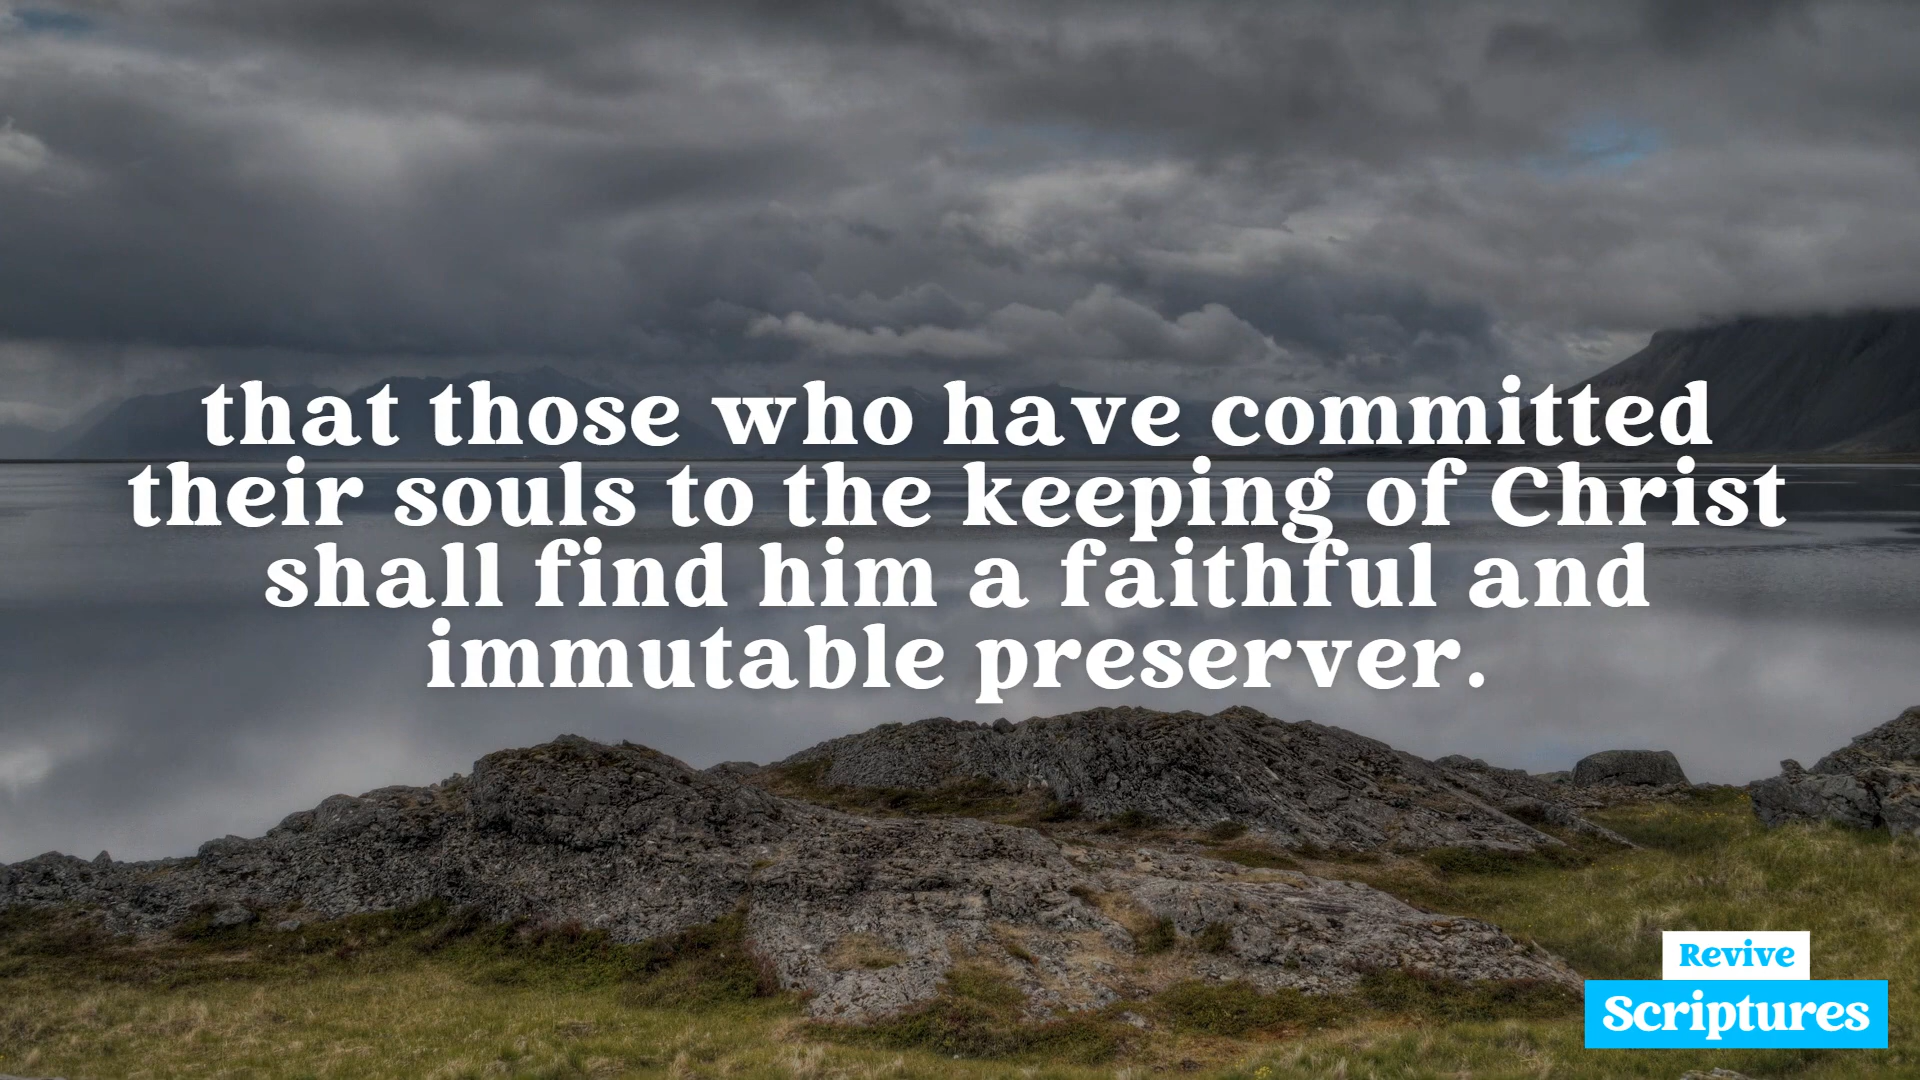 that those who have committed
their souls to the keeping of Christ
shall find him a faithful and
immutable preserver.
Revive
Scriptures